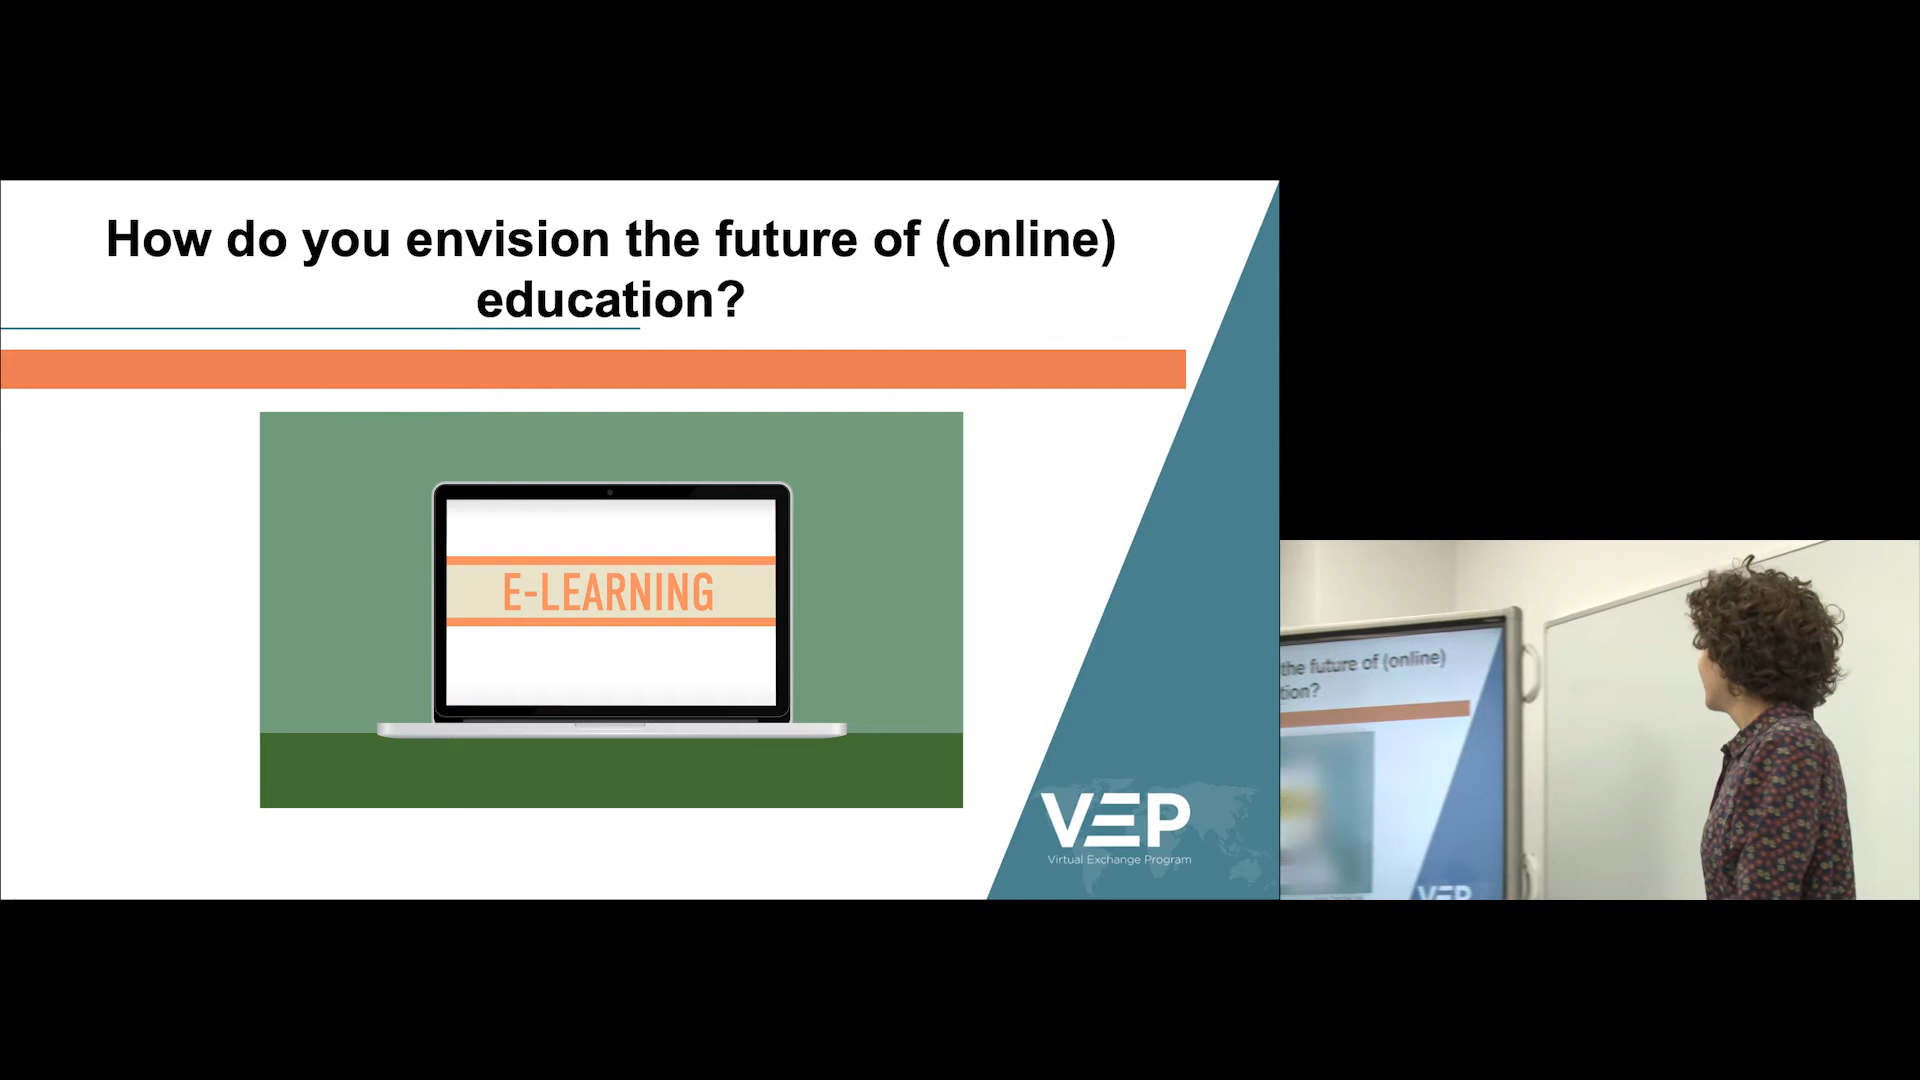 How do you envision the future of (online)
education?
E-LEARNING
VEP
Virtual Exchange Program
the future of (online)
tion?
VEP